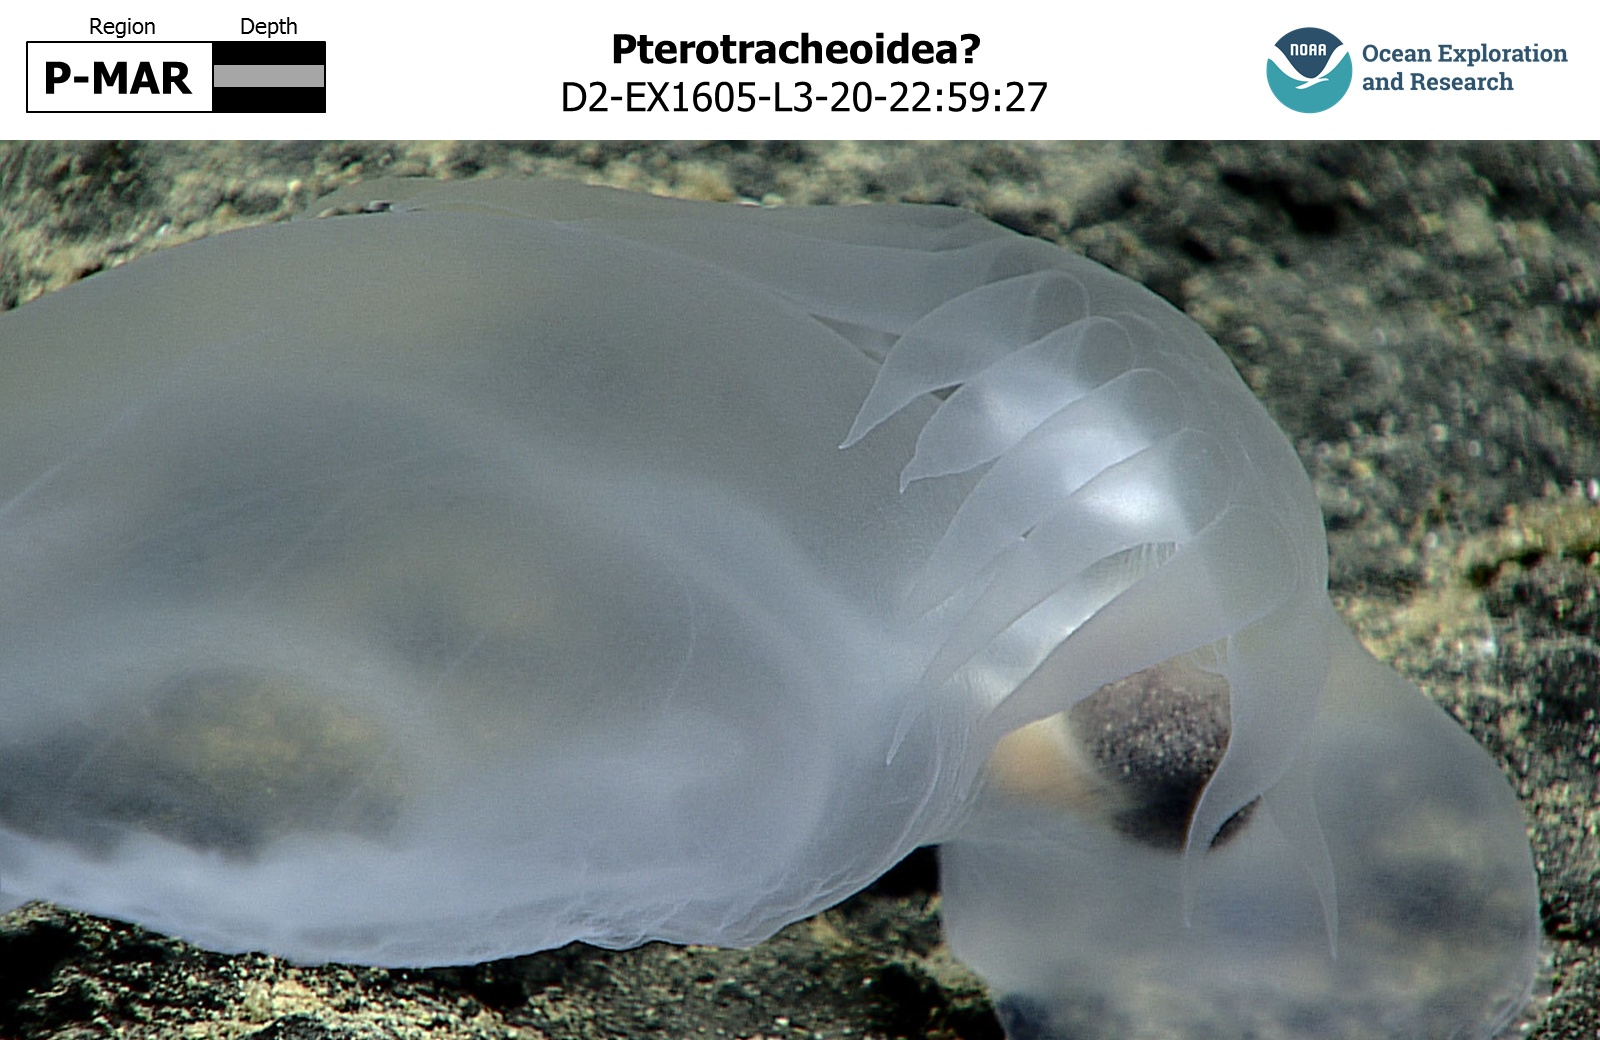 Region
Depth
P-MAR
Pterotracheoidea?
D2-EX1605-L3-20-22:59:27
NOAA
Ocean Exploration
and Research